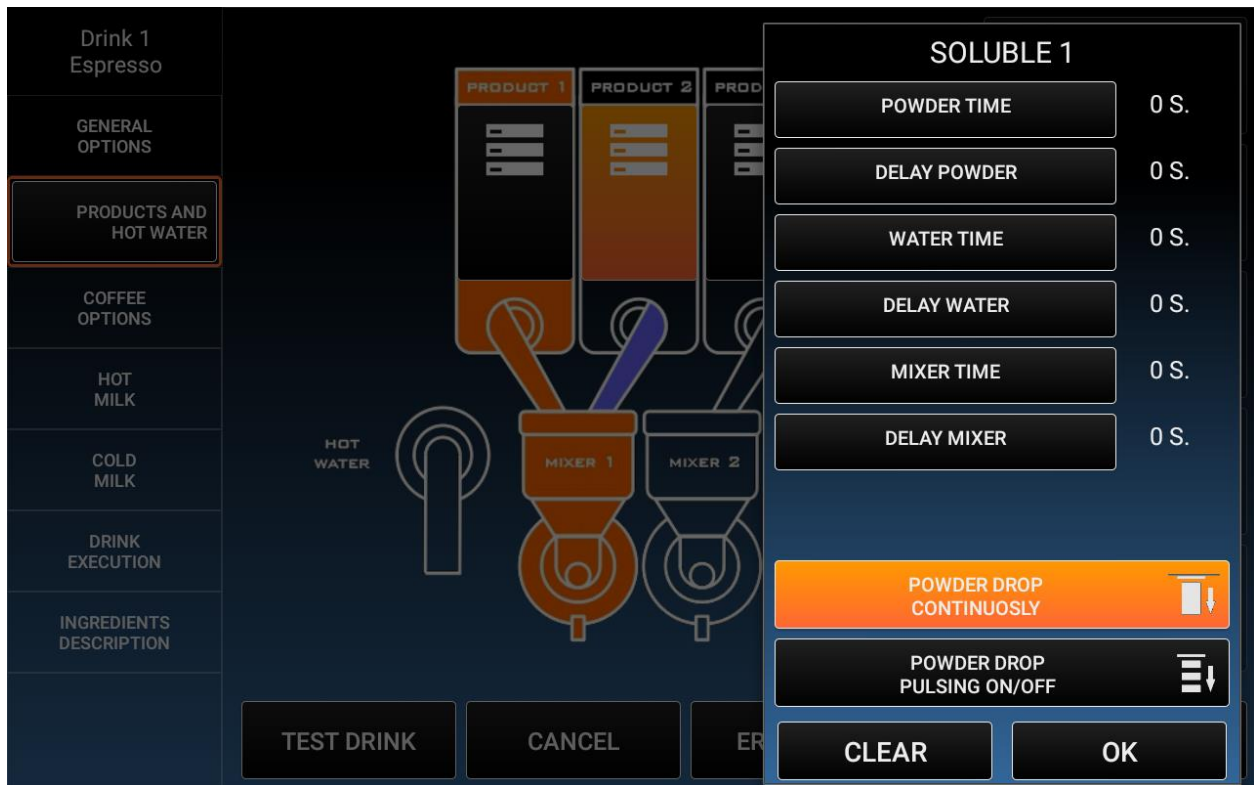 Drink 1
Espresso
GENERAL
OPTIONS
PRODUCTS AND
HOT WATER
COFFEE
OPTIONS
HOT
MILK
COLD
MILK
DRINK
EXECUTION
INGREDIENTS
DESCRIPTION
PRODUCT 1
PRODUCT 2
PROD
HOT
WATER
MIXER 1
MIXER 2
TEST DRINK
CANCEL
ER
SOLUBLE 1
POWDER TIME 0 S.
DELAY POWDER 0 S.
WATER TIME 0 S.
DELAY WATER 0 S.
MIXER TIME 0 S.
DELAY MIXER 0 S.
POWDER DROP
CONTINUOSLY
POWDER DROP
PULSING ON/OFF
CLEAR
OK